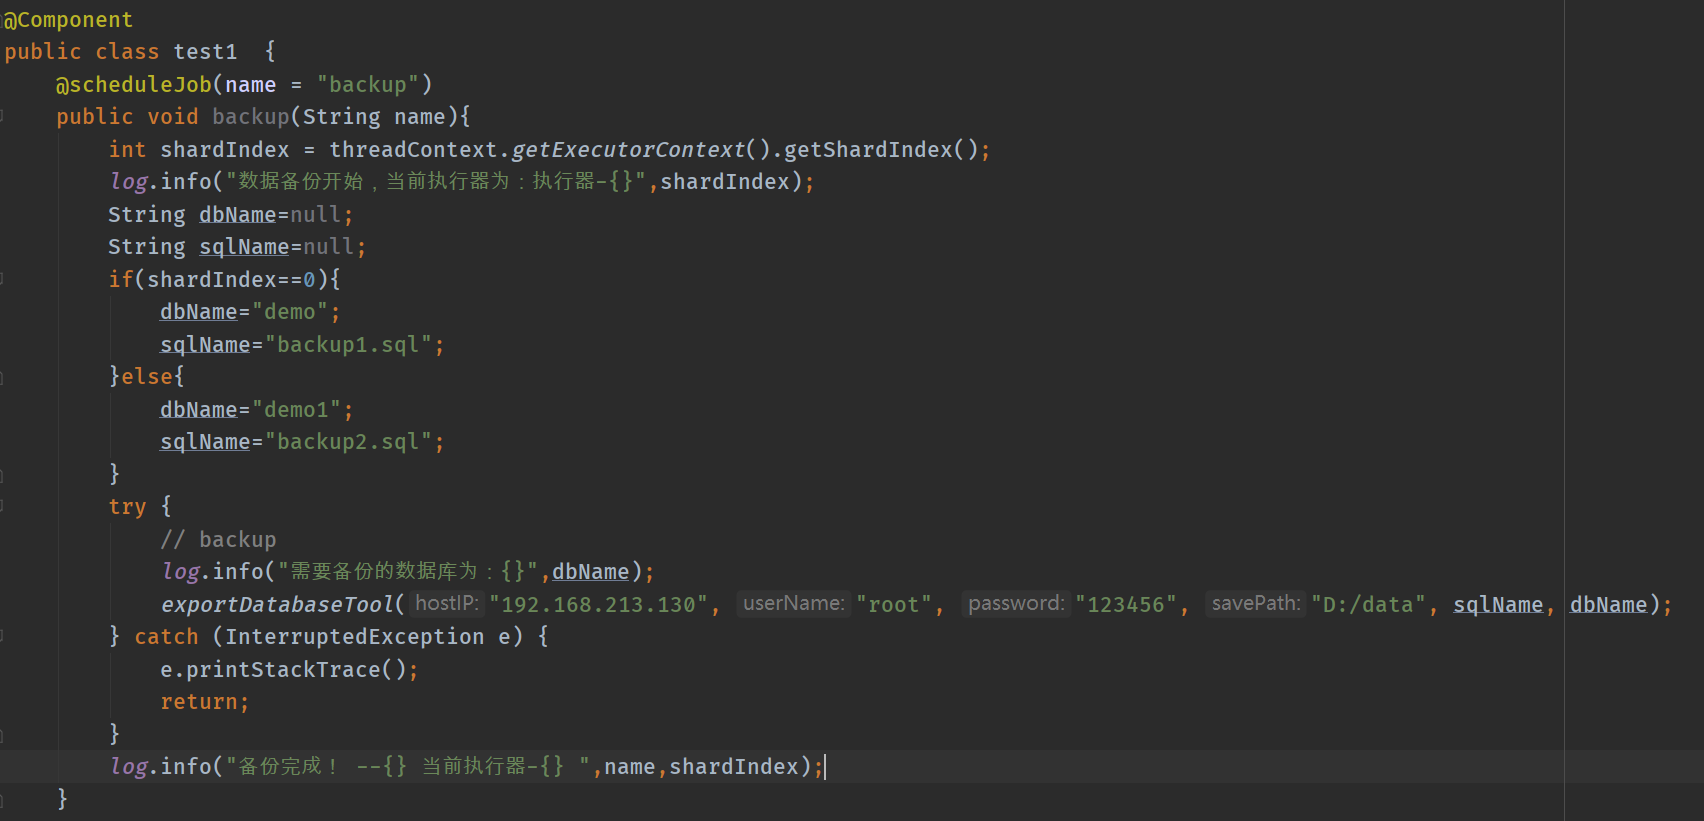 @Component
public class test1  {
    @scheduleJob(name = "backup")
    public void backup(String name){
        int shardIndex = threadContext.getExecutorContext().getShardIndex();
        log.info("数据备份开始，当前执行器为：执行器-{}",shardIndex);
        String dbName=null;
        String sqlName=null;
        if(shardIndex==0){
            dbName="demo";
            sqlName="backup1.sql";
        }else{
            dbName="demo1";
            sqlName="backup2.sql";
        }
        try {
            // backup
            log.info("需要备份的数据库为：{}",dbName);
            exportDatabaseTool( hostIP: "192.168.213.130",  userName: "root",  password: "123456",  savePath: "D:/data", sqlName, dbName);
        } catch (InterruptedException e) {
            e.printStackTrace();
            return;
        }
        log.info("备份完成！ --{} 当前执行器-{} ",name,shardIndex);
    }